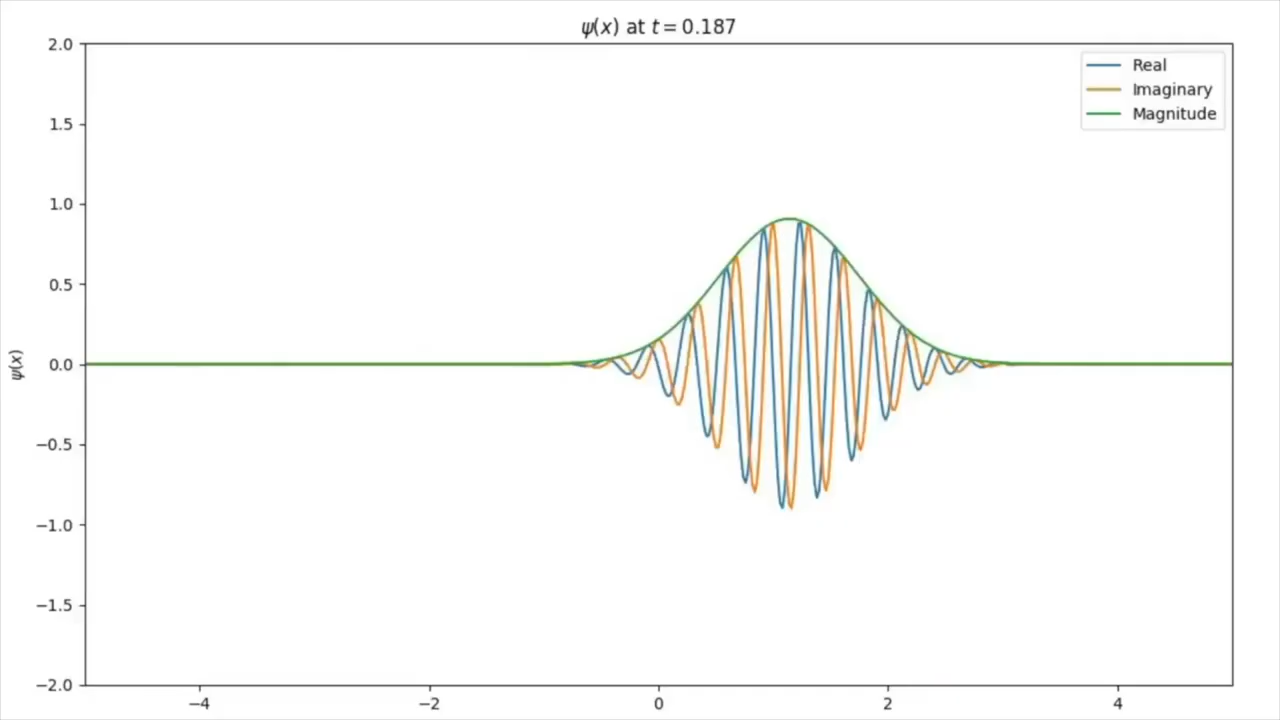 ψ(x) at t = 0.187
2.0
1.5
1.0
0.5
0.0
−0.5
−1.0
−1.5
−2.0
ψ(x)
Real
Imaginary
Magnitude
−4 −2 0 2 4